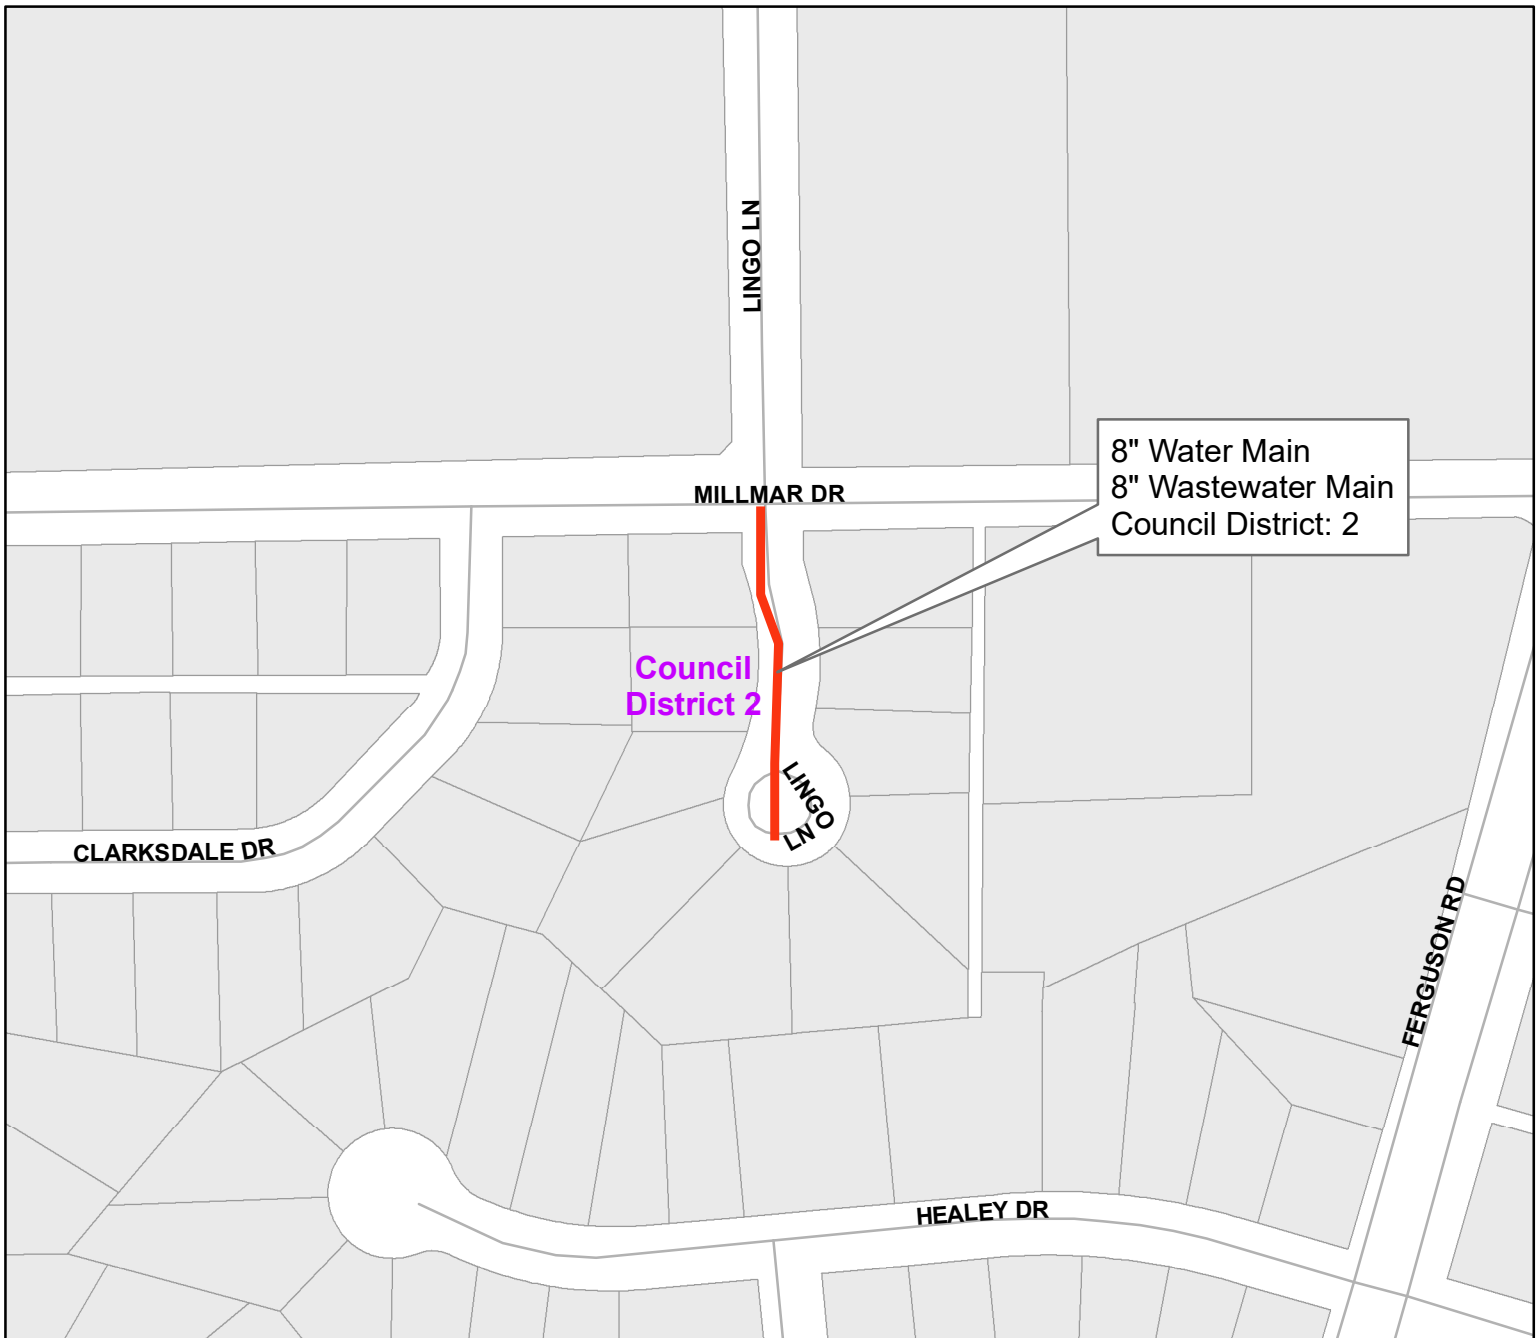 LINGO LN
MILLMAR DR
8" Water Main
8" Wastewater Main
Council District: 2
Council
District 2
LINGO
LN
CLARKSDALE DR
FERGUSON RD
HEALEY DR